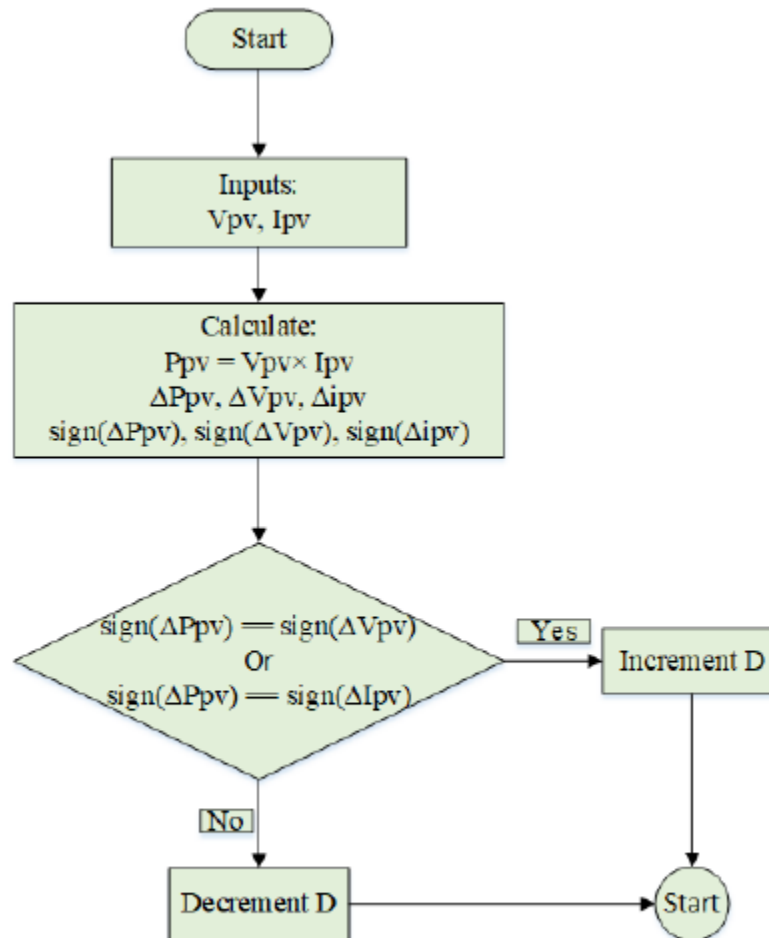 Start
Inputs:
Vpv, Ipv
Calculate:
Ppv = Vpv× Ipv
ΔPpv, ΔVpv, Δipv
sign(ΔPpv), sign(ΔVpv), sign(Δipv)
sign(ΔPpv) == sign(ΔVpv)
Or
sign(ΔPpv) == sign(ΔIpv)
Yes
Increment D
No
Decrement D
Start